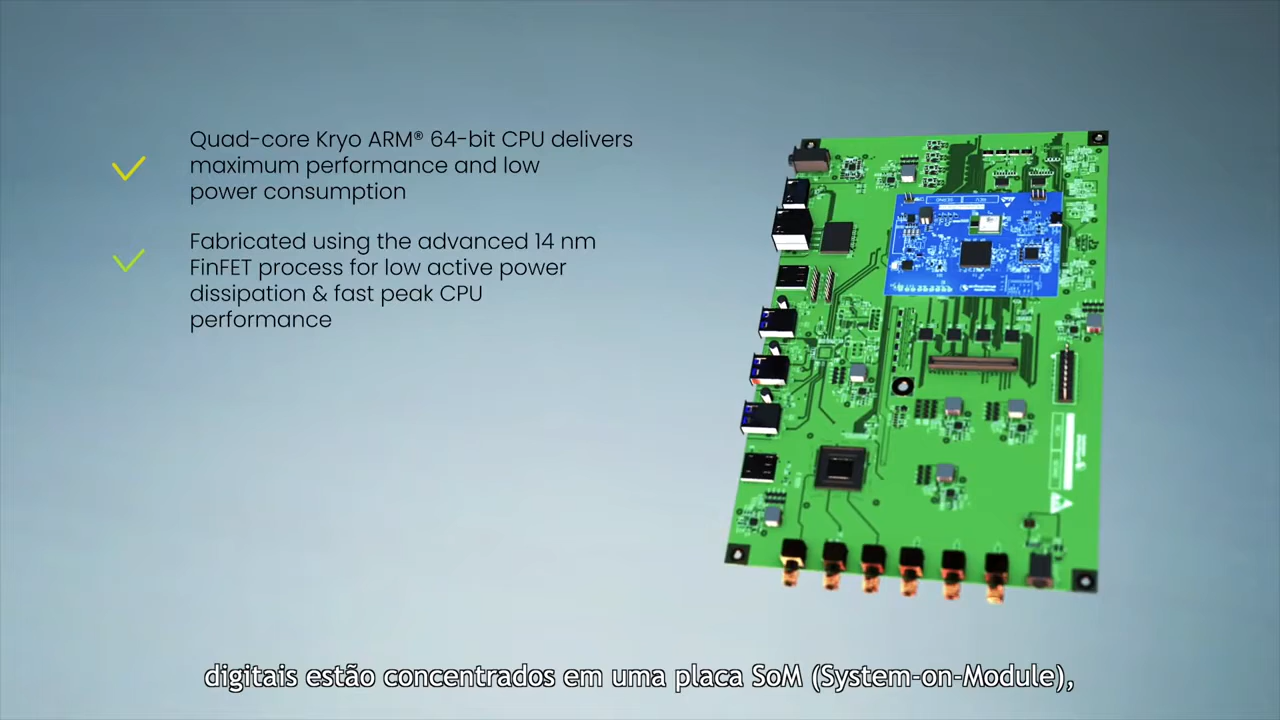 Quad-core Kryo ARM® 64-bit CPU delivers
maximum performance and low
power consumption
Fabricated using the advanced 14 nm
FinFET process for low active power
dissipation & fast peak CPU
performance
digitais estão concentrados em uma placa SoM (System-on-Module),